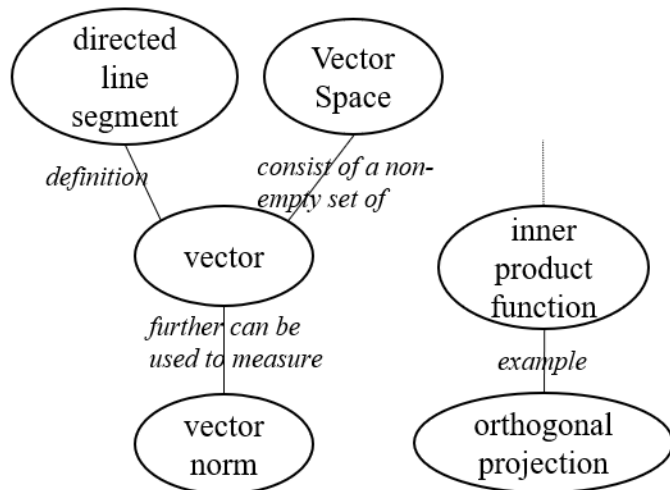 directed
line
segment
Vector
Space
definition
consist of a non-
empty set of
vector
inner
product
function
further can be
used to measure
example
vector
norm
orthogonal
projection